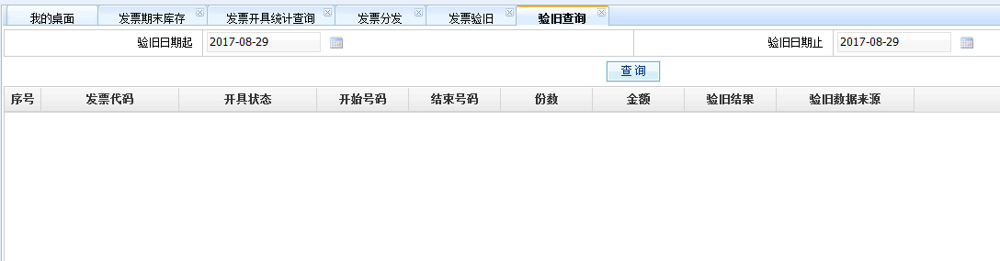 我的桌面 发票期末库存 发票开具统计查询 发票分发 发票验旧 验旧查询
验旧日期起 2017-08-29 验旧日期止 2017-08-29
查 询
序号 发票代码 开具状态 开始号码 结束号码 份数 金额 验旧结果 验旧数据来源